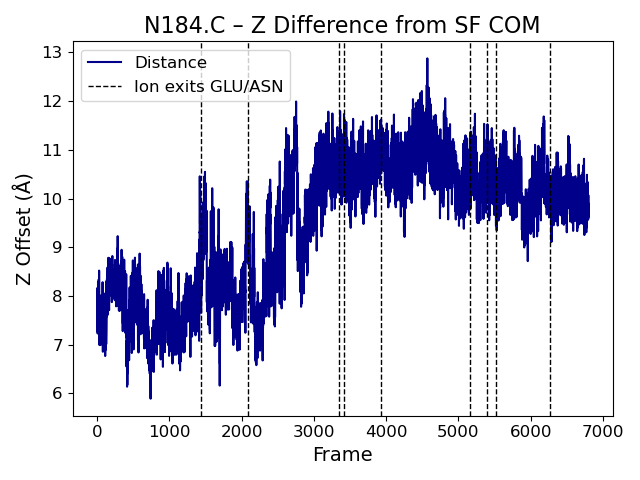 N184.C – Z Difference from SF COM
Distance
Ion exits GLU/ASN
Z Offset (Å)
13
12
11
10
9
8
7
6
0 1000 2000 3000 4000 5000 6000 7000
Frame